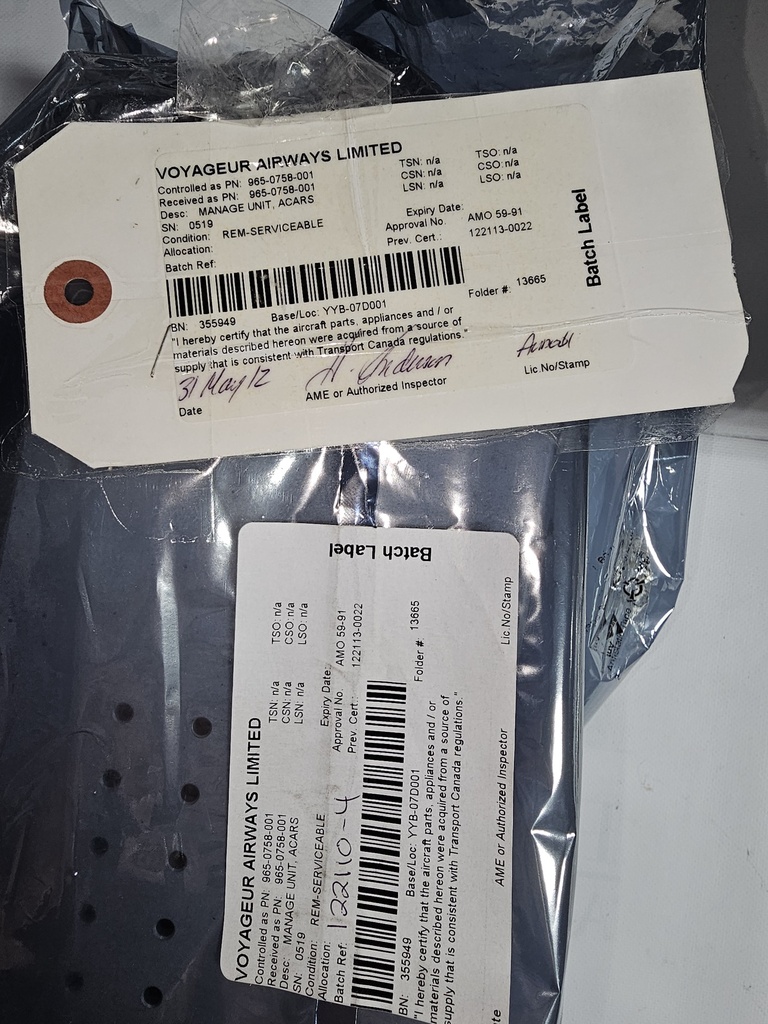 VOYAGEUR AIRWAYS LIMITED
Controlled as PN: 965-0758-001
Received as PN: 965-0758-001
Desc: MANAGE UNIT, ACARS
SN: 0519
Condition: REM-SERVICEABLE
Allocation:
Batch Ref:
TSN: n/a TSO: n/a
CSN: n/a CSO: n/a
LSN: n/a LSO: n/a
Expiry Date:
Approval No. AMO 59-91
Prev. Cert.: 122113-0022
Batch Label
BN: 355949 Base/Loc: YYB-07D001 Folder #: 13665
"I hereby certify that the aircraft parts, appliances and / or
materials described hereon were acquired from a source of
supply that is consistent with Transport Canada regulations."
31 May 12 H. Anderson
Date AME or Authorized Inspector Lic.No/Stamp
Batch Label
VOYAGEUR AIRWAYS LIMITED
Controlled as PN: 965-0758-001
Received as PN: 965-0758-001
Desc: MANAGE UNIT, ACARS
SN: 0519
Condition: REM-SERVICEABLE
Allocation:
Batch Ref: 122110-4
TSN: n/a TSO: n/a
CSN: n/a CSO: n/a
LSN: n/a LSO: n/a
Expiry Date:
Approval No. AMO 59-91
Prev. Cert.: 122113-0022
BN: 355949 Base/Loc: YYB-07D001 Folder #: 13665
"I hereby certify that the aircraft parts, appliances and / or
materials described hereon were acquired from a source of
supply that is consistent with Transport Canada regulations."
te AME or Authorized Inspector Lic.No/Stamp